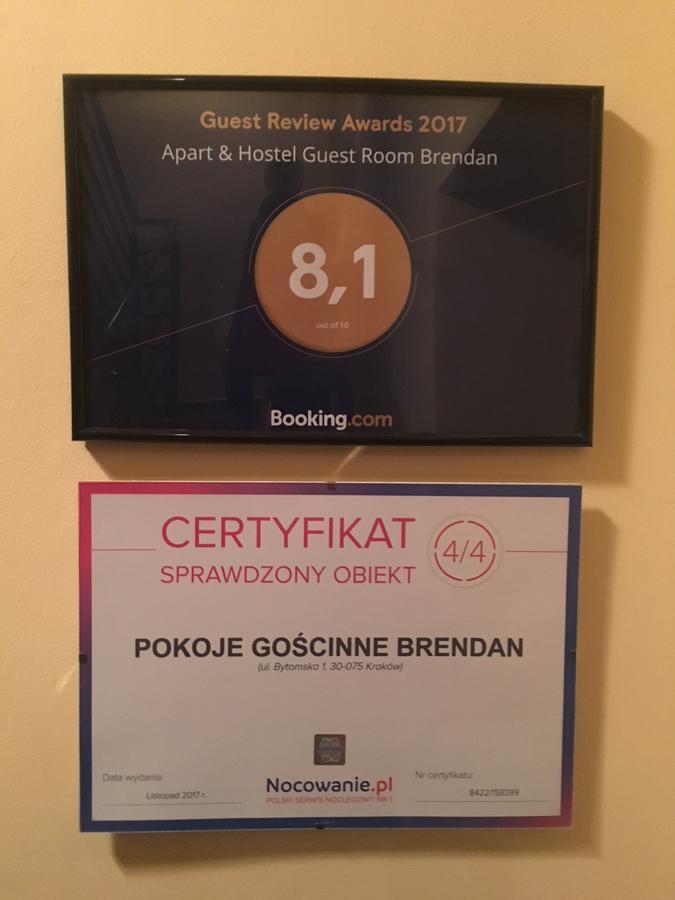 Guest Review Awards 2017
Apart & Hostel Guest Room Brendan
8,1
out of 10
Booking.com
CERTYFIKAT
SPRAWDZONY OBIEKT
4/4
POKOJE GOŚCINNE BRENDAN
(ul. Bytomska 1, 30-075 Kraków)
Data wydania:
Listopad 2017 r.
Nocowanie.pl
POLSKI SERWIS NOCLEGOWY NR 1
Nr certyfikatu:
8422/158399